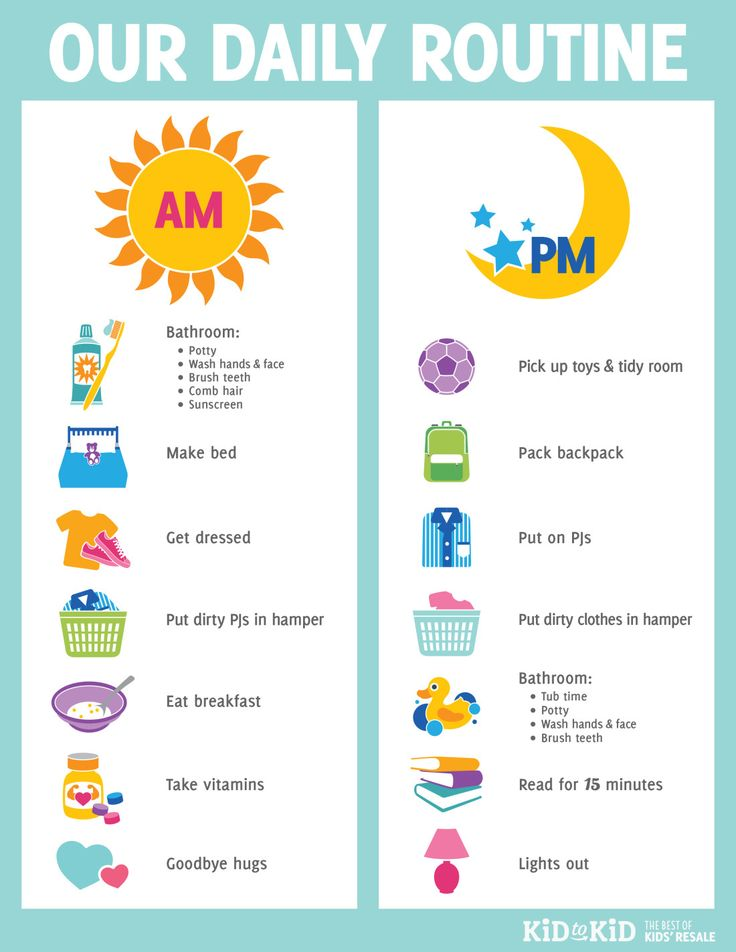 OUR DAILY ROUTINE
AM
Bathroom:
• Potty
• Wash hands & face
• Brush teeth
• Comb hair
• Sunscreen
Make bed
Get dressed
Put dirty PJs in hamper
Eat breakfast
Take vitamins
Goodbye hugs
PM
Pick up toys & tidy room
Pack backpack
Put on PJs
Put dirty clothes in hamper
Bathroom:
• Tub time
• Potty
• Wash hands & face
• Brush teeth
Read for 15 minutes
Lights out
KiD to KiD
THE BEST OF
KIDS' RESALE